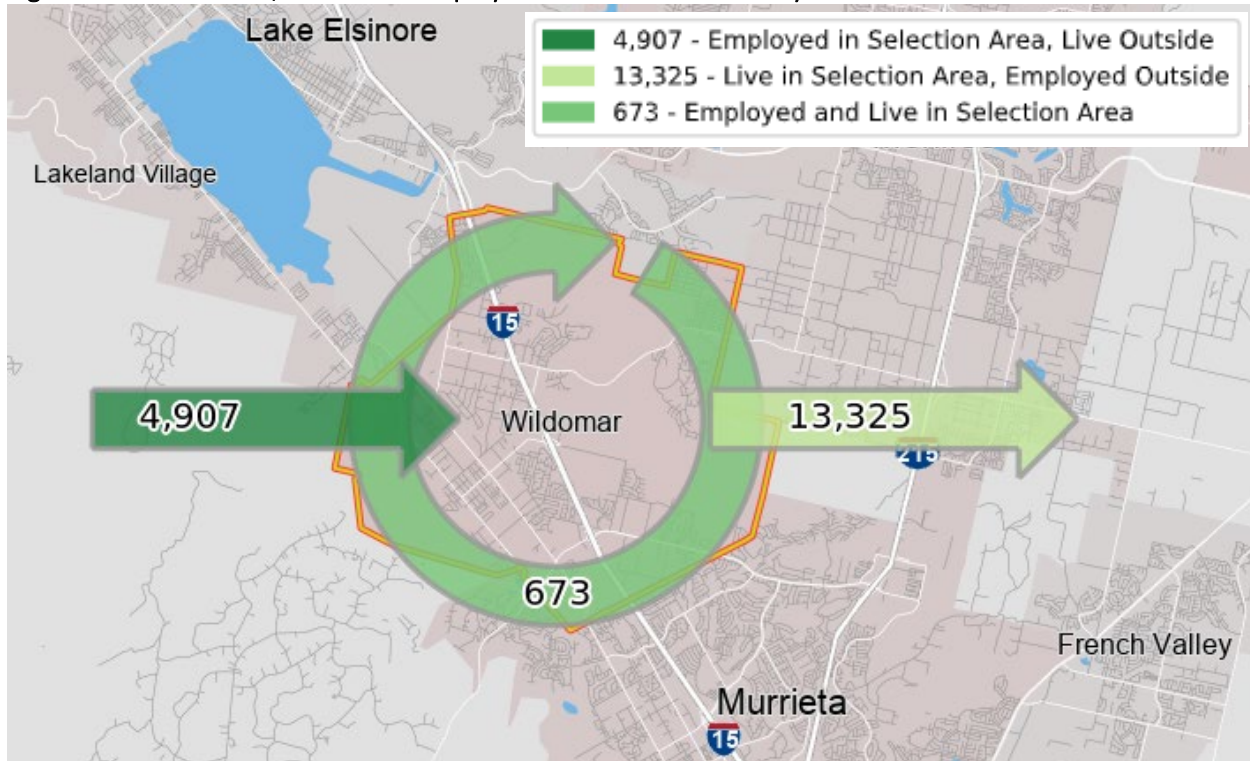 Lake Elsinore
4,907 - Employed in Selection Area, Live Outside
13,325 - Live in Selection Area, Employed Outside
673 - Employed and Live in Selection Area
Lakeland Village
15
4,907
Wildomar
13,325
215
673
French Valley
Murrieta
15